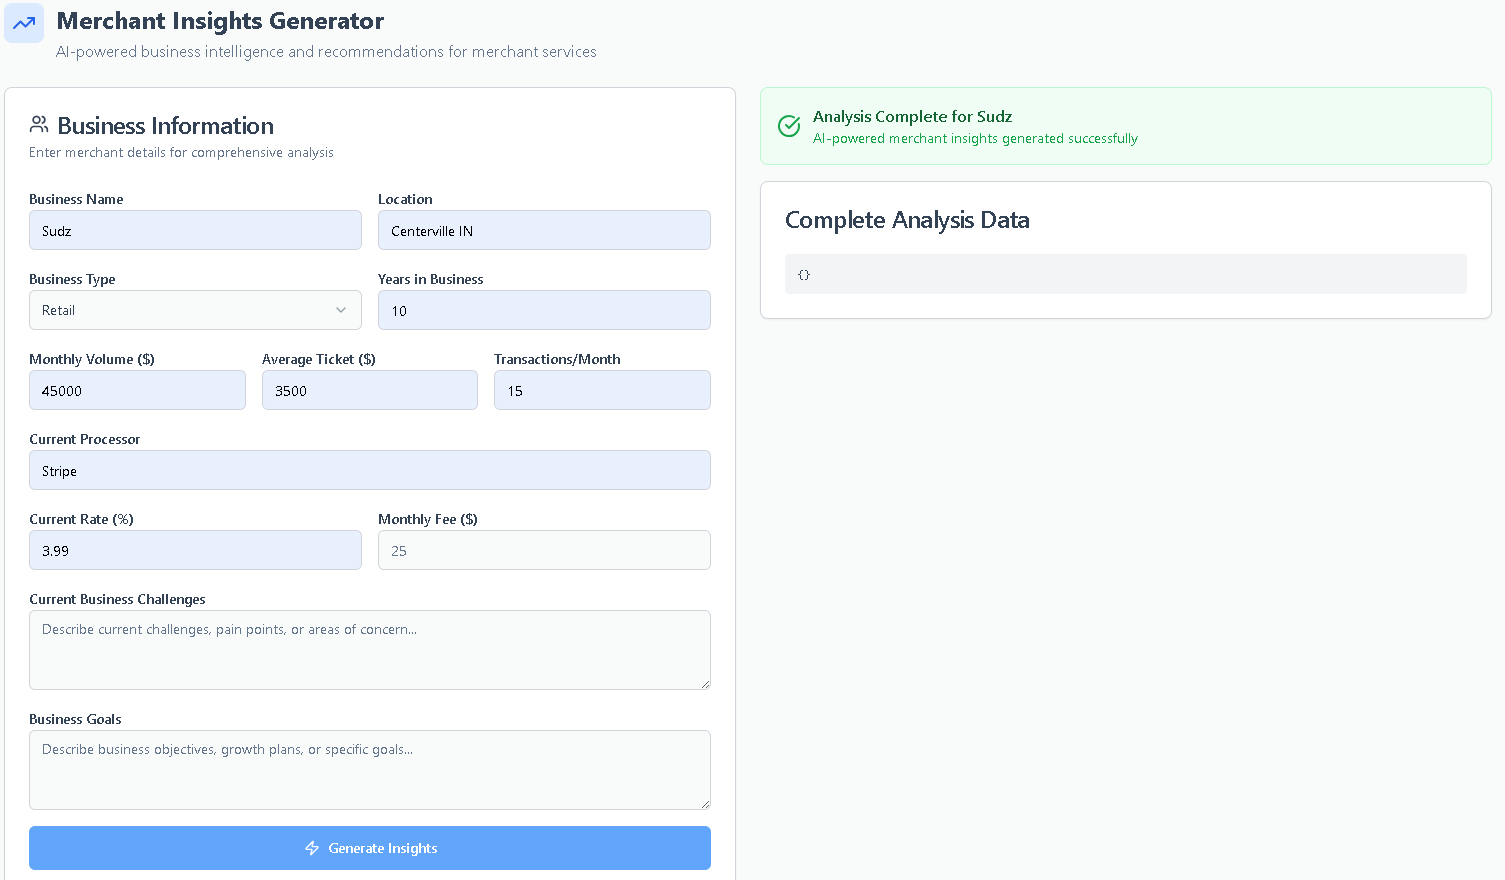 Merchant Insights Generator
AI-powered business intelligence and recommendations for merchant services
Business Information
Enter merchant details for comprehensive analysis
Business Name
Location
Sudz
Centerville IN
Business Type
Years in Business
Retail
10
Monthly Volume ($)
Average Ticket ($)
Transactions/Month
45000
3500
15
Current Processor
Stripe
Current Rate (%)
Monthly Fee ($)
3.99
25
Current Business Challenges
Describe current challenges, pain points, or areas of concern...
Business Goals
Describe business objectives, growth plans, or specific goals...
Generate Insights
Analysis Complete for Sudz
AI-powered merchant insights generated successfully
Complete Analysis Data
{}